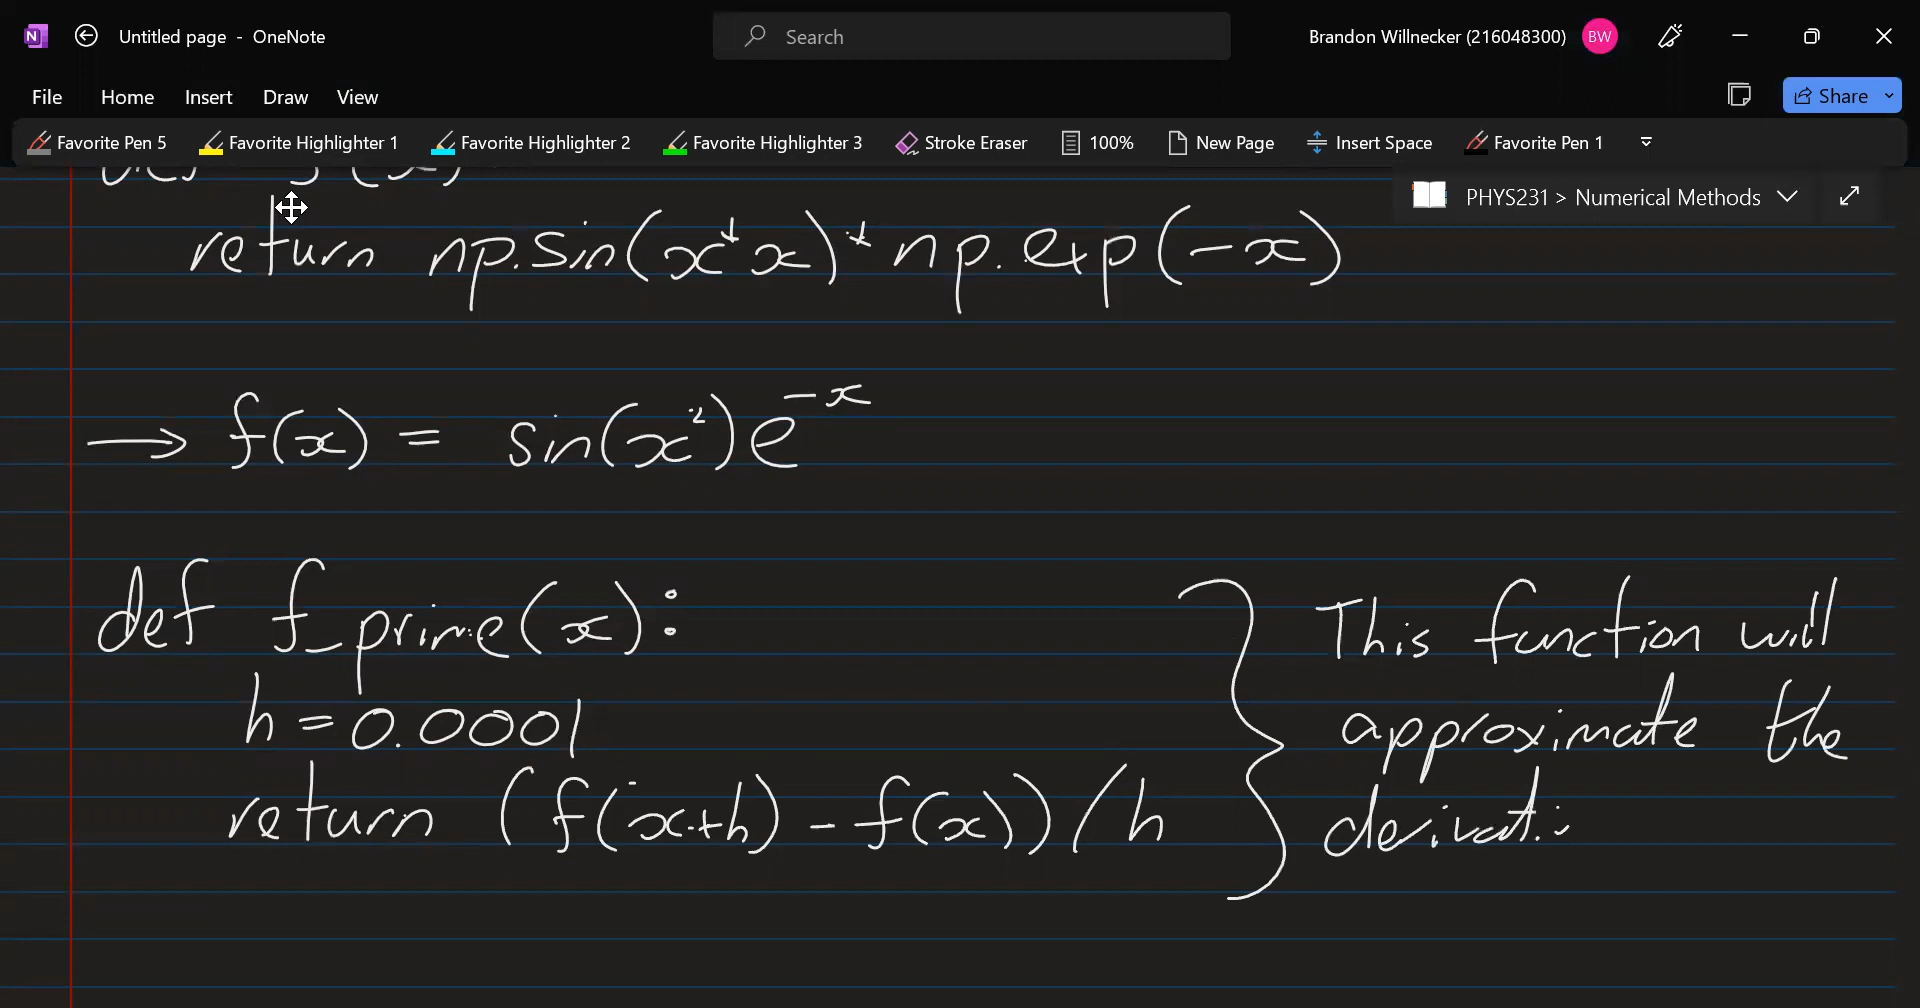 Untitled page - OneNote
Search
Brandon Willnecker (216048300) BW
File Home Insert Draw View
Share
Favorite Pen 5 Favorite Highlighter 1 Favorite Highlighter 2 Favorite Highlighter 3 Stroke Eraser 100% New Page Insert Space Favorite Pen 1
PHYS231 > Numerical Methods
return np.sin(x*x)*np.exp(-x)
→ f(x) = sin(x²)e^-x
def f_prime(x):
h=0.0001
return (f(x+h) - f(x))/h
This function will
approximate the